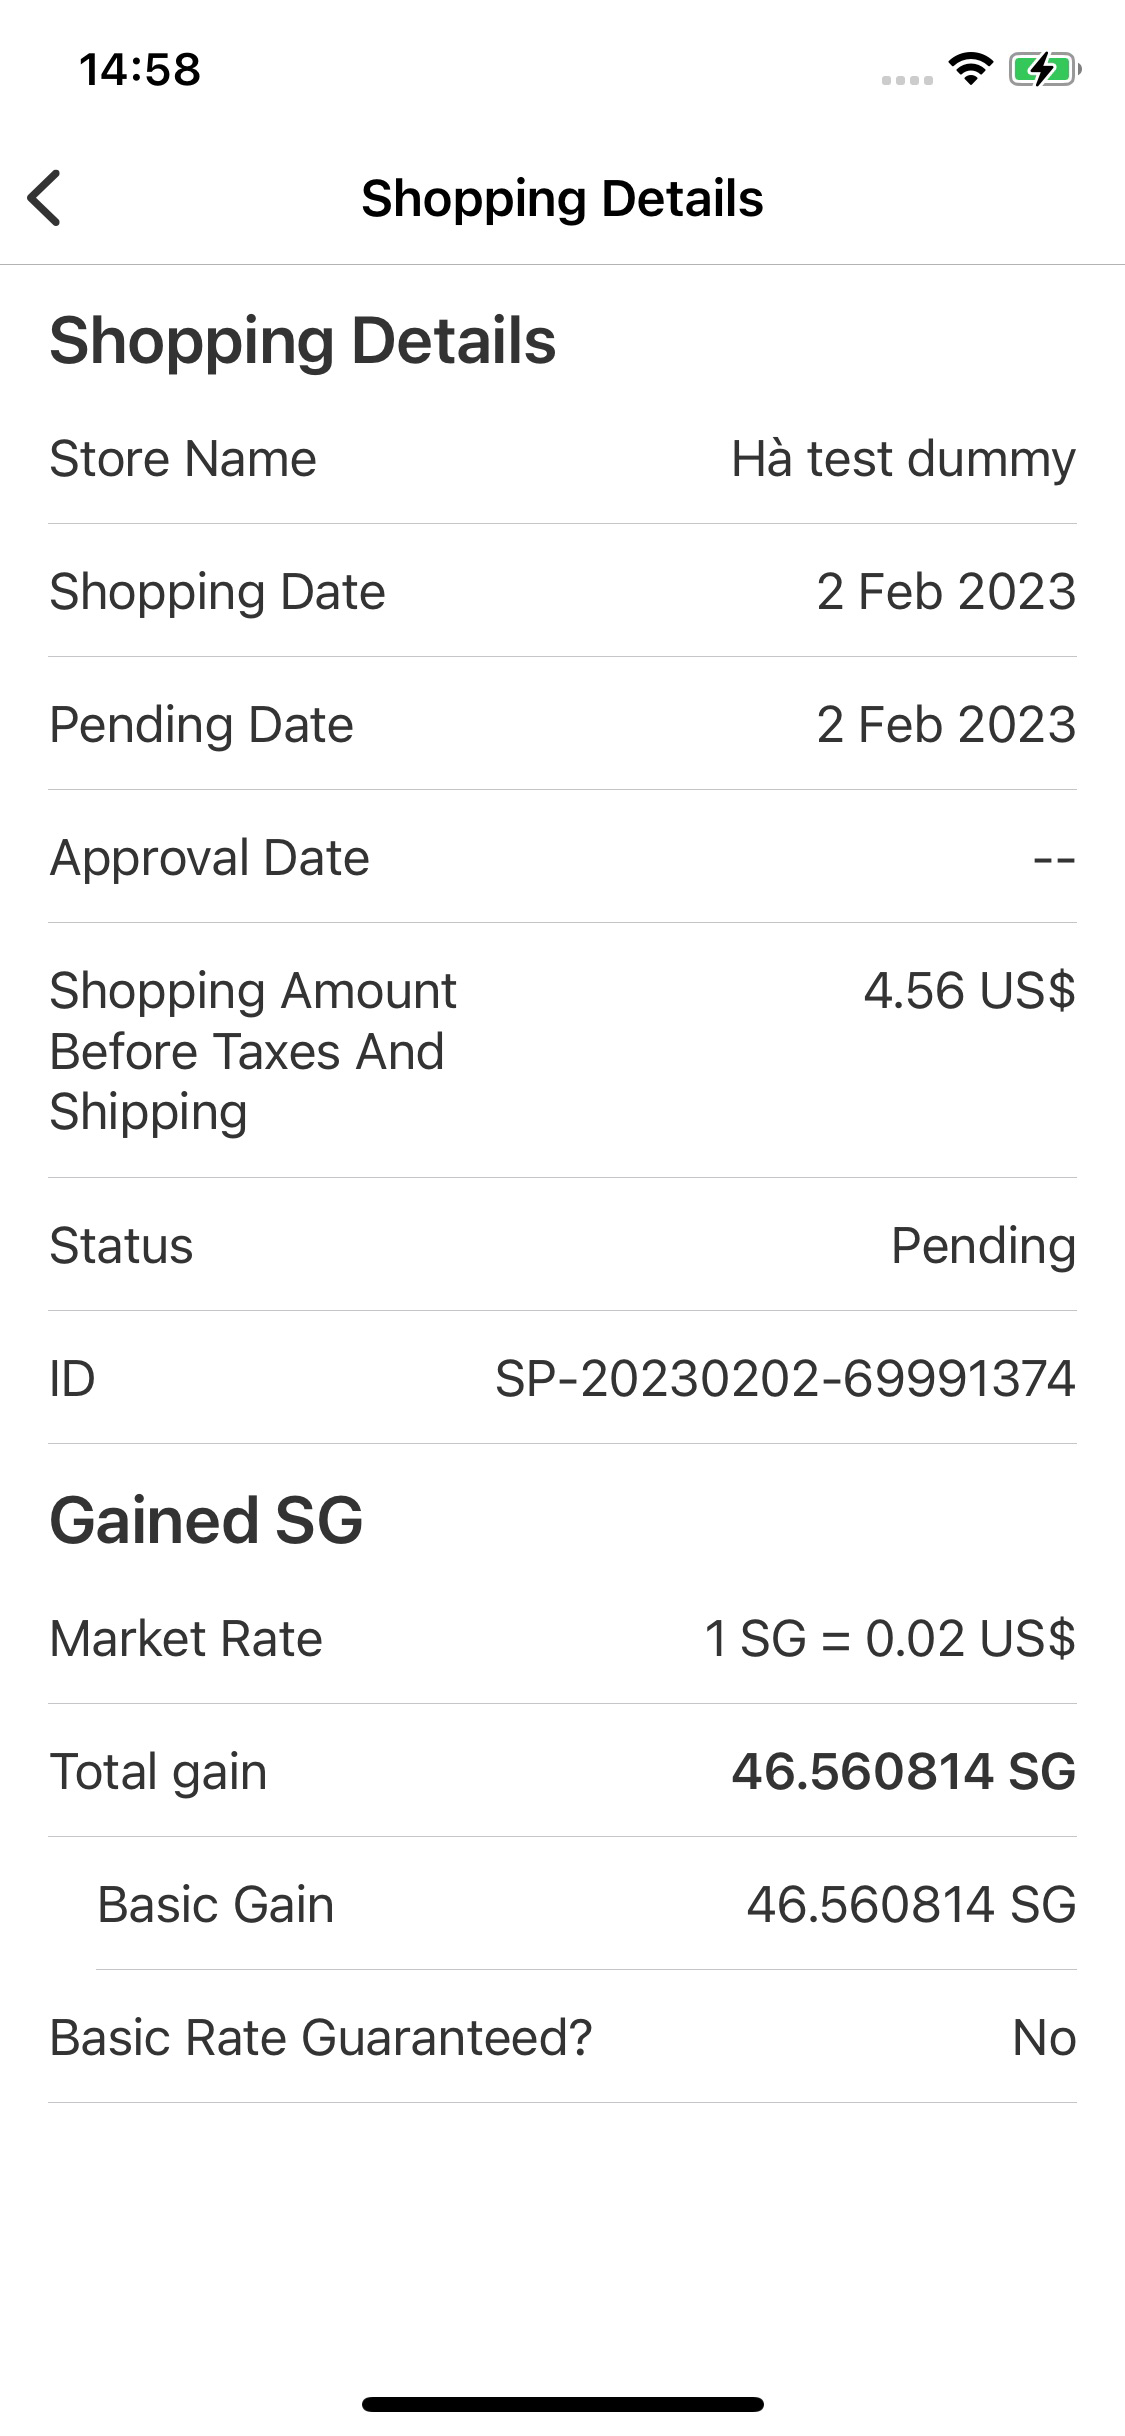 14:58
Shopping Details
Shopping Details
Store Name Hà test dummy
Shopping Date 2 Feb 2023
Pending Date 2 Feb 2023
Approval Date --
Shopping Amount 4.56 US$
Before Taxes And
Shipping
Status Pending
ID SP-20230202-69991374
Gained SG
Market Rate 1 SG = 0.02 US$
Total gain 46.560814 SG
Basic Gain 46.560814 SG
Basic Rate Guaranteed? No